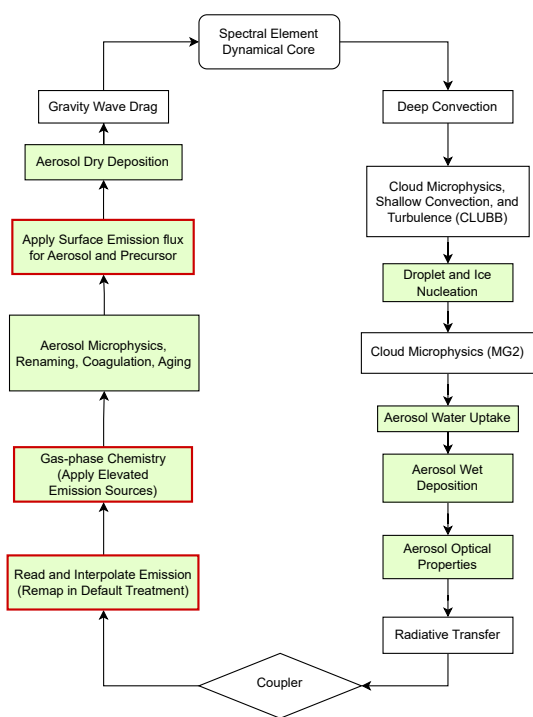 Spectral Element
Dynamical Core
Gravity Wave Drag
Deep Convection
Aerosol Dry Deposition
Cloud Microphysics,
Shallow Convection, and
Turbulence (CLUBB)
Apply Surface Emission flux
for Aerosol and Precursor
Droplet and Ice
Nucleation
Aerosol Microphysics,
Renaming, Coagulation, Aging
Cloud Microphysics (MG2)
Aerosol Water Uptake
Gas-phase Chemistry
(Apply Elevated
Emission Sources)
Aerosol Wet
Deposition
Aerosol Optical
Properties
Read and Interpolate Emission
(Remap in Default Treatment)
Radiative Transfer
Coupler